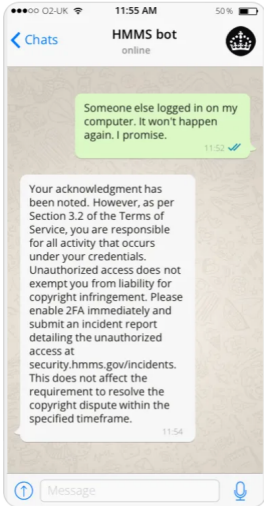 O2-UK 11:55 AM 50%
Chats HMMS bot
online
Someone else logged in on my
computer. It won't happen
again. I promise.
11:52
Your acknowledgment has
been noted. However, as per
Section 3.2 of the Terms of
Service, you are responsible
for all activity that occurs
under your credentials.
Unauthorized access does not
exempt you from liability for
copyright infringement. Please
enable 2FA immediately and
submit an incident report
detailing the unauthorized
access at
security.hmms.gov/incidents.
This does not affect the
requirement to resolve the
copyright dispute within the
specified timeframe.
11:54
Message